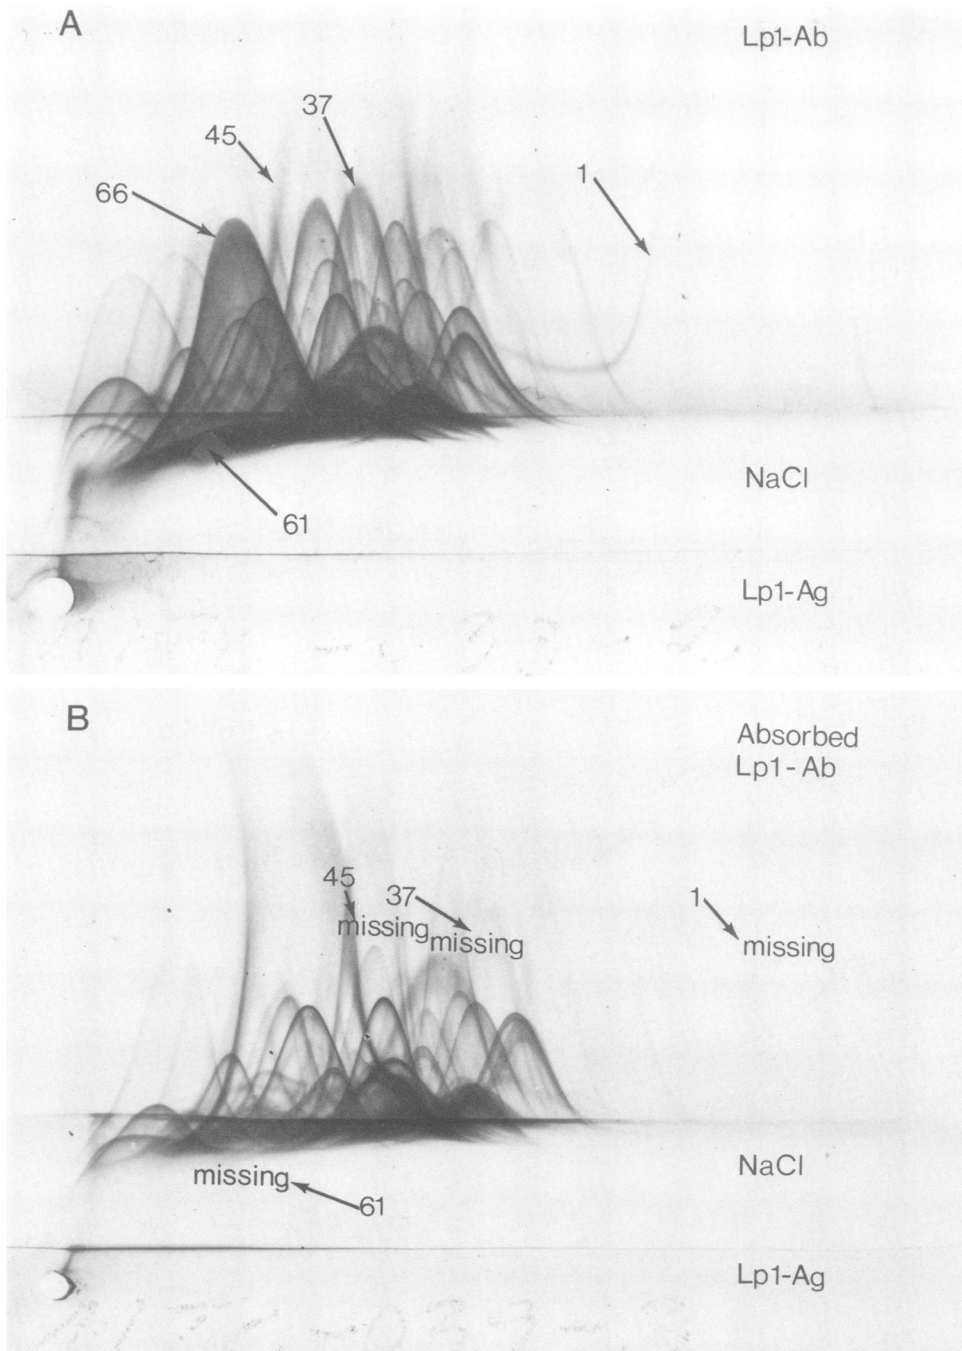 A
Lp1-Ab
37
45
1
66
NaCl
61
Lp1-Ag
B
Absorbed
Lp1-Ab
45
37
1
missing
missing
missing
NaCl
missing
61
Lp1-Ag